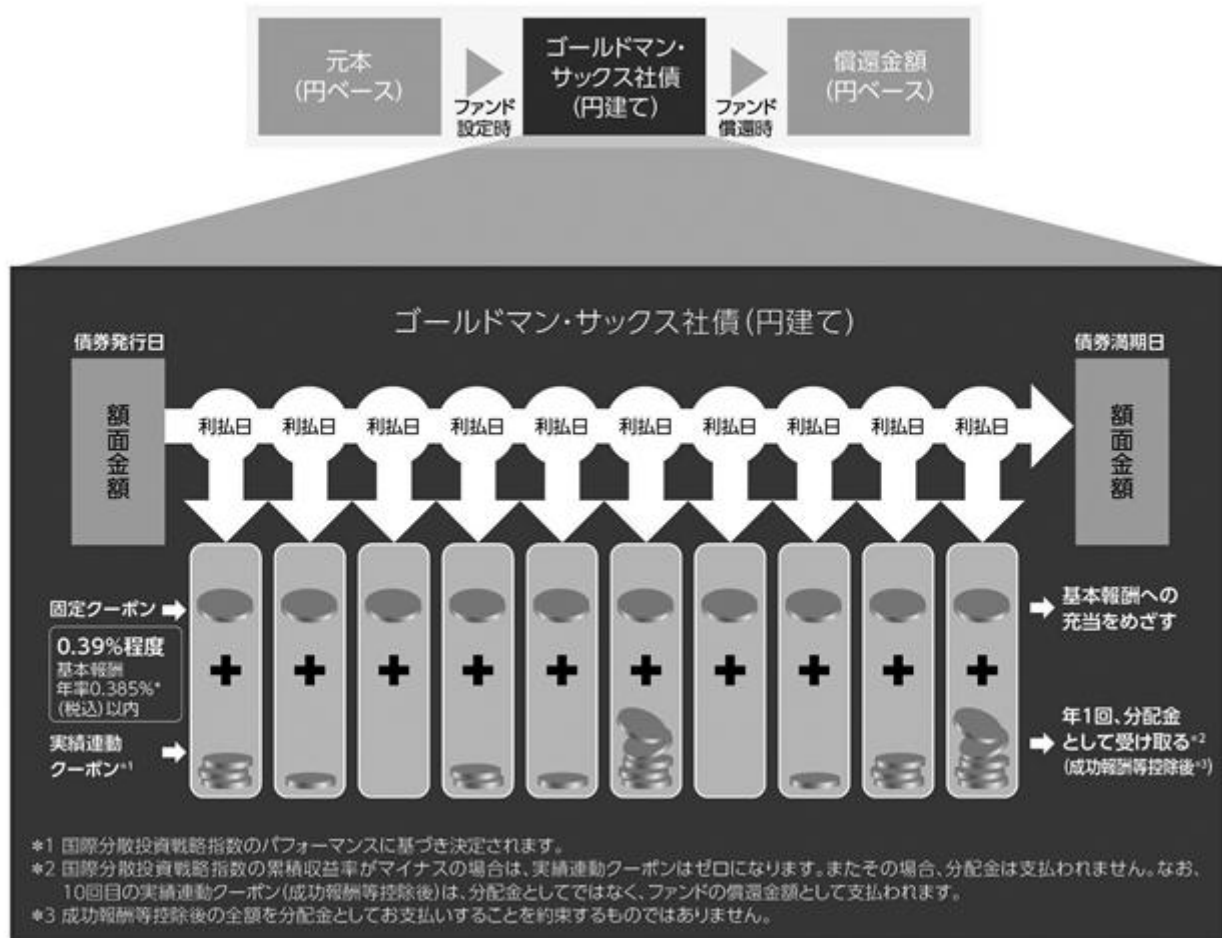 元本
(円ベース)
ファンド
設定時
ゴールドマン・
サックス社債
(円建て)
ファンド
償還時
償還金額
(円ベース)
ゴールドマン・サックス社債(円建て)
債券発行日
額面金額
利払日 利払日 利払日 利払日 利払日 利払日 利払日 利払日 利払日 利払日
債券満期日
額面金額
固定クーポン
0.39%程度
基本報酬
年率0.385%*
(税込)以内
実績連動
クーポン*1
+ + + + + + + + + +
基本報酬への
充当をめざす
年1回、分配金
として受け取る*2
(成功報酬等控除後*3)
*1 国際分散投資戦略指数のパフォーマンスに基づき決定されます。
*2 国際分散投資戦略指数の累積収益率がマイナスの場合は、実績連動クーポンはゼロになります。またその場合、分配金は支払われません。なお、
10回目の実績連動クーポン(成功報酬等控除後)は、分配金としてではなく、ファンドの償還金額として支払われます。
*3 成功報酬等控除後の全額を分配金としてお支払いすることを約束するものではありません。